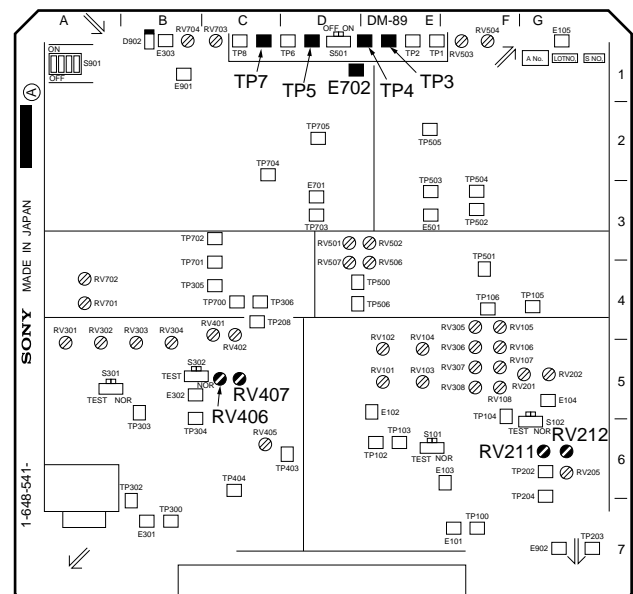 A B C D DM-89 E F G
D902 E303 RV704 RV703 OFF ON RV503 RV504 E105
ON S901 OFF TP8 TP6 S501 TP2 TP1 A No. LOTNO. S NO.
TP7 TP5 TP4 TP3 1
E901 E702
A
TP705 TP505 2
TP704
E701 TP503 TP504
TP703 E501 TP502 3
TP702 RV501 RV502
TP701 RV507 RV506 TP501
RV702 TP305 TP500 4
RV701 TP700 TP306 TP506 TP106 TP105
RV301 RV302 RV303 RV304 RV401 TP208 RV305 RV105
RV402 RV102 RV104 RV306 RV106
S301 S302 RV307 RV107 RV202
TEST NOR TEST NOR RV407 RV101 RV103 RV308 RV201 5
E302 RV406 RV108 E104
TP303 TP304 E102 TP104 S102
RV405 TP102 TP103 S101 TEST NOR
TP403 TEST NOR RV211 RV212 6
TP404 E103 TP202 RV205
TP302 TP204
E301 TP300 E101 TP100
E902 TP203 7
SONY MADE IN JAPAN
1-648-541-